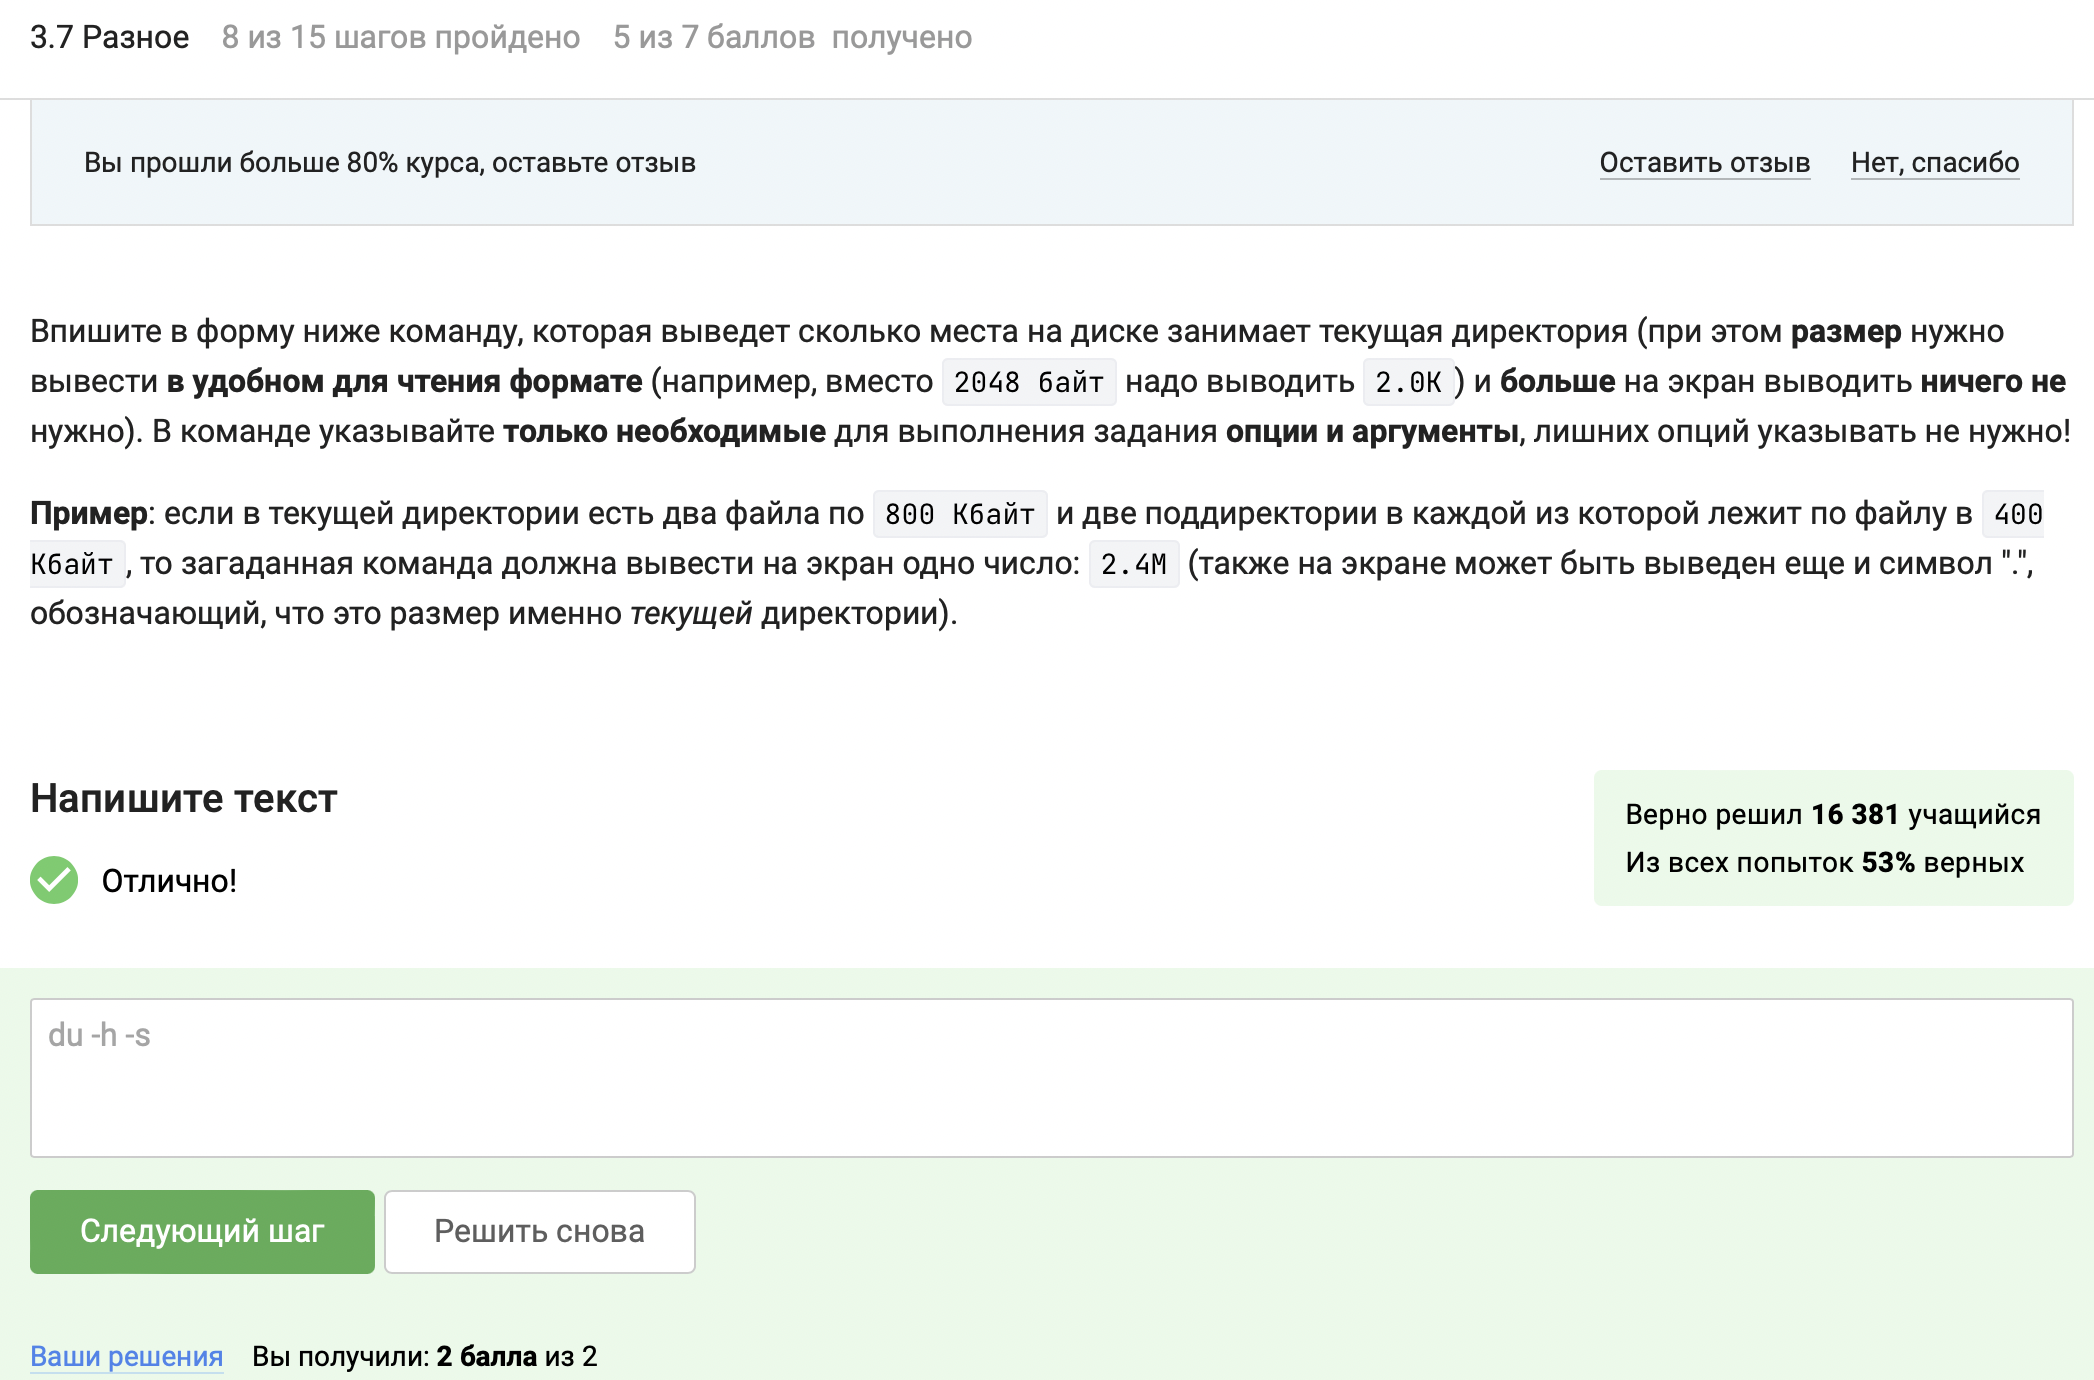 3.7 Разное 8 из 15 шагов пройдено 5 из 7 баллов получено
Вы прошли больше 80% курса, оставьте отзыв Оставить отзыв Нет, спасибо
Впишите в форму ниже команду, которая выведет сколько места на диске занимает текущая директория (при этом размер нужно
вывести в удобном для чтения формате (например, вместо 2048 байт надо выводить 2.0K ) и больше на экран выводить ничего не
нужно). В команде указывайте только необходимые для выполнения задания опции и аргументы, лишних опций указывать не нужно!
Пример: если в текущей директории есть два файла по 800 Кбайт и две поддиректории в каждой из которой лежит по файлу в 400
Кбайт , то загаданная команда должна вывести на экран одно число: 2.4M (также на экране может быть выведен еще и символ ".",
обозначающий, что это размер именно текущей директории).
Напишите текст
Отлично!
Верно решил 16 381 учащийся
Из всех попыток 53% верных
du -h -s
Следующий шаг Решить снова
Ваши решения Вы получили: 2 балла из 2